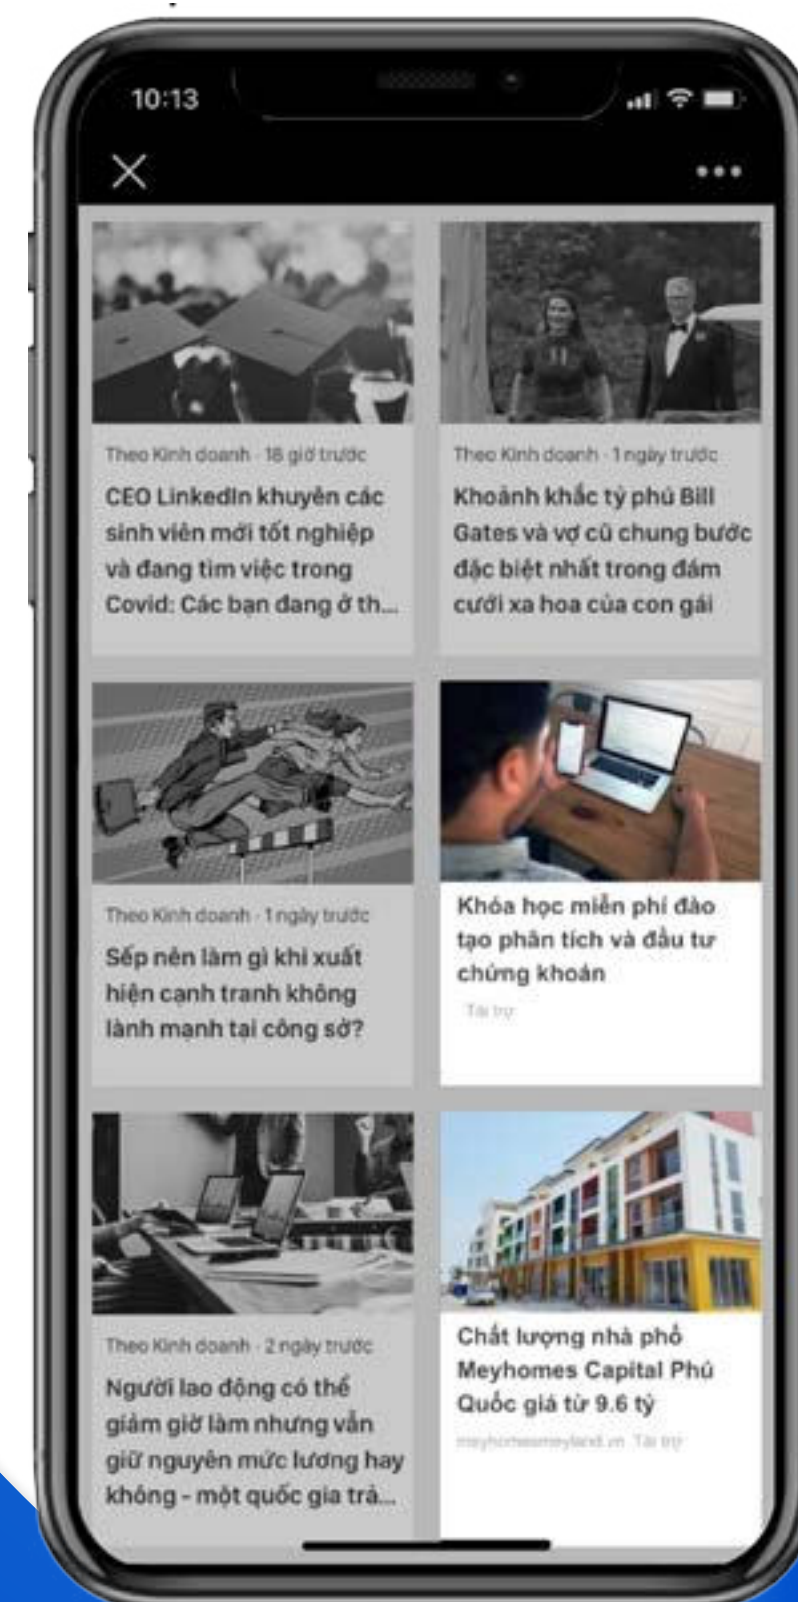 10:13
Theo Kinh doanh · 18 giờ trước
CEO LinkedIn khuyên các
sinh viên mới tốt nghiệp
và đang tìm việc trong
Covid: Các bạn đang ở th...
Theo Kinh doanh · 1 ngày trước
Khoảnh khắc tỷ phú Bill
Gates và vợ cũ chung bước
đặc biệt nhất trong đám
cưới xa hoa của con gái
Theo Kinh doanh · 1 ngày trước
Sếp nên làm gì khi xuất
hiện cạnh tranh không
lành mạnh tại công sở?
Khóa học miễn phí đào
tạo phân tích và đầu tư
chứng khoán
Tài trợ
Theo Kinh doanh · 2 ngày trước
Người lao động có thể
giảm giờ làm nhưng vẫn
giữ nguyên mức lương hay
không - một quốc gia trả...
Chất lượng nhà phố
Meyhomes Capital Phú
Quốc giá từ 9.6 tỷ
meyhomesmeyland.vn Tài trợ